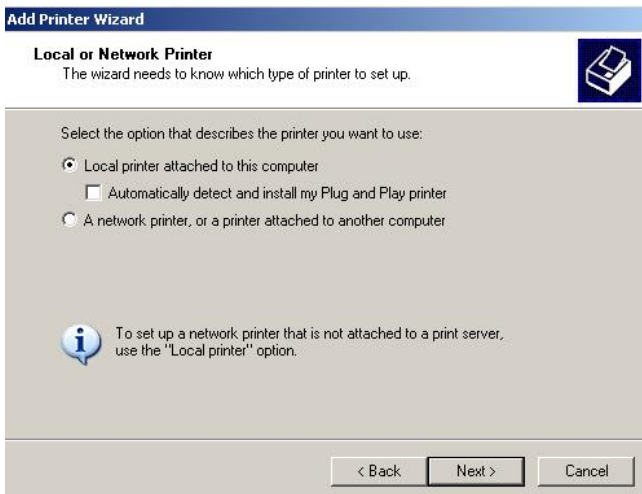 Add Printer Wizard
Local or Network Printer
The wizard needs to know which type of printer to set up.
Select the option that describes the printer you want to use:
Local printer attached to this computer
Automatically detect and install my Plug and Play printer
A network printer, or a printer attached to another computer
To set up a network printer that is not attached to a print server,
use the "Local printer" option.
< Back Next > Cancel